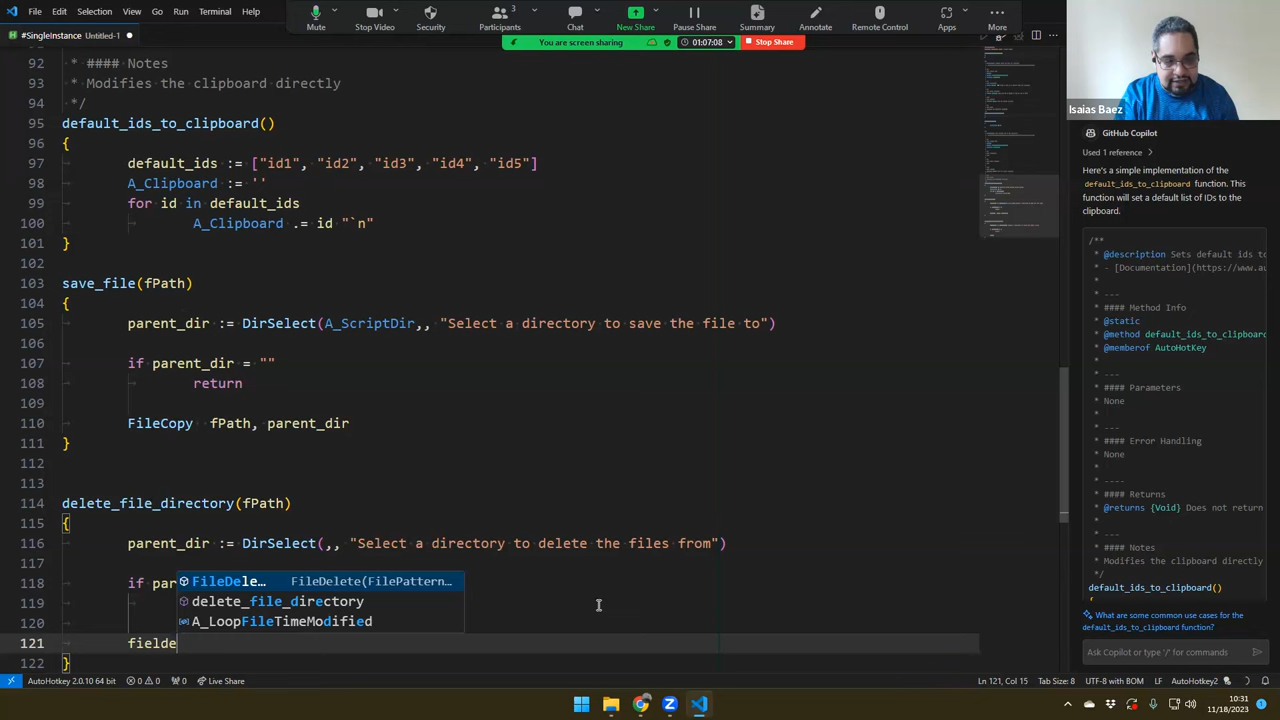 File Edit Selection View Go Run Terminal Help
Mute Stop Video Security Participants 3 Chat New Share Pause Share Summary Annotate Remote Control Apps More
#SingleInstance Untitled-1
You are screen sharing 01:07:08 Stop Share
Isaias Baez
92 * #### Notes
93 * Modifies the clipboard directly
94 */
95 default_ids_to_clipboard()
96 {
97 default_ids := ["id1", "id2", "id3", "id4", "id5"]
98 A_Clipboard := ''
99 for id in default_ids
100 A_Clipboard .= id "`n"
101 }
102
103 save_file(fPath)
104 {
105 parent_dir := DirSelect(A_ScriptDir,, "Select a directory to save the file to")
106
107 if parent_dir = ""
108 return
109
110 FileCopy fPath, parent_dir
111 }
112
113
114 delete_file_directory(fPath)
115 {
116 parent_dir := DirSelect(,, "Select a directory to delete the files from")
117
118 if par
119
120
121 fielde
122 }
FileDele… FileDelete(FilePattern…
delete_file_directory
A_LoopFileTimeModified
GitHub Copilot
Used 1 reference
Here's a simple implementation of the
default_ids_to_clipboard function. This
function will set a default list of IDs to the
clipboard.
/**
* @description Sets default ids to
* - [Documentation](https://www.au
*
* ---
* #### Method Info
* @static
* @method default_ids_to_clipboard
* @memberof AutoHotKey
*
* ---
* #### Parameters
* None
*
* ---
* #### Error Handling
* None
*
* ----
* #### Returns
* @returns {Void} Does not return
*
* ---
* #### Notes
* Modifies the clipboard directly
*/
default_ids_to_clipboard()
{
What are some common use cases for the
default_ids_to_clipboard function?
Ask Copilot or type '/' for commands
AutoHotkey 2.0.10 64 bit 0 0 0 Live Share Ln 121, Col 15 Tab Size: 8 UTF-8 with BOM LF AutoHotkey2
10:31
11/18/2023